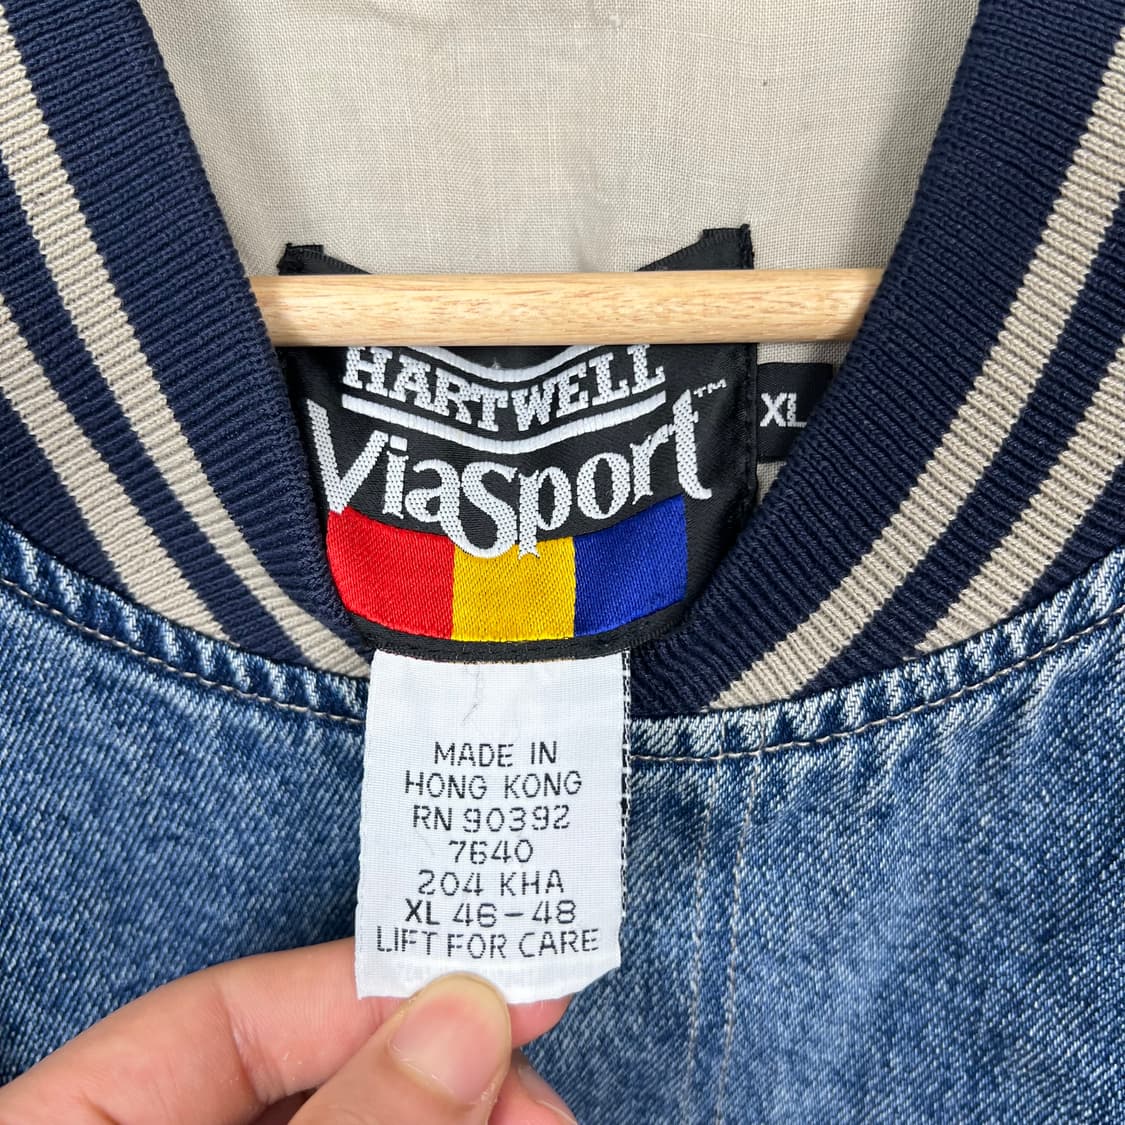 HARTWELL
ViaSport™
XL
MADE IN
HONG KONG
RN 90392
7640
204 KHA
XL 46-48
LIFT FOR CARE